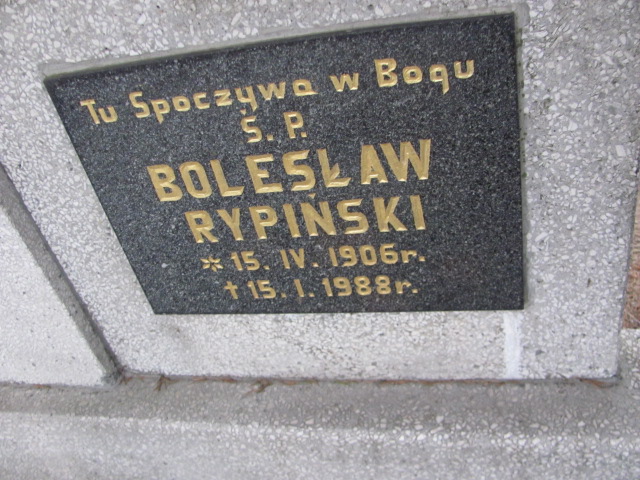 Tu Spoczywa w Bogu
Ś. P.
BOLESŁAW
RYPIŃSKI
* 15. IV. 1906r.
✝ 15. I. 1988r.